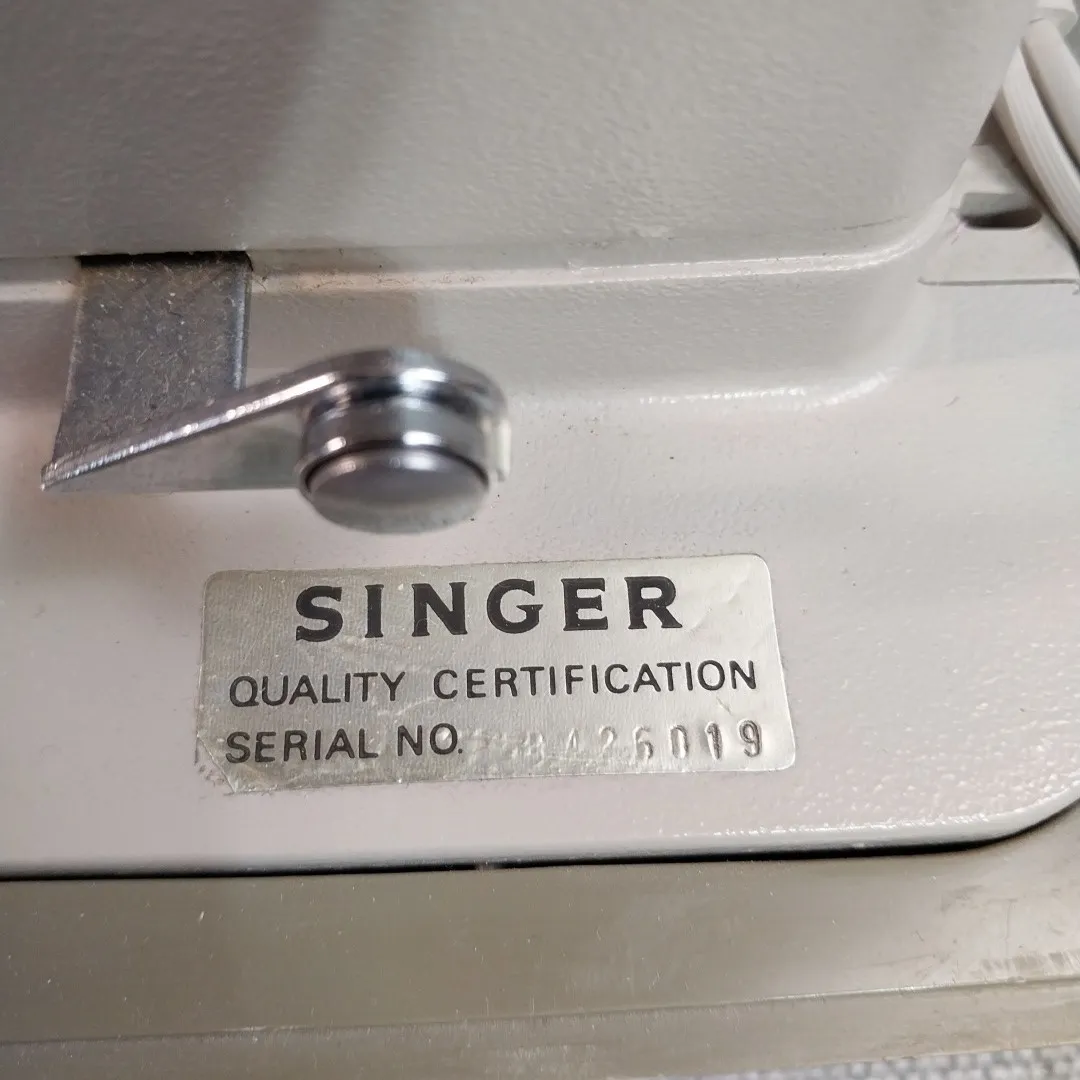 SINGER
QUALITY CERTIFICATION
SERIAL NO.